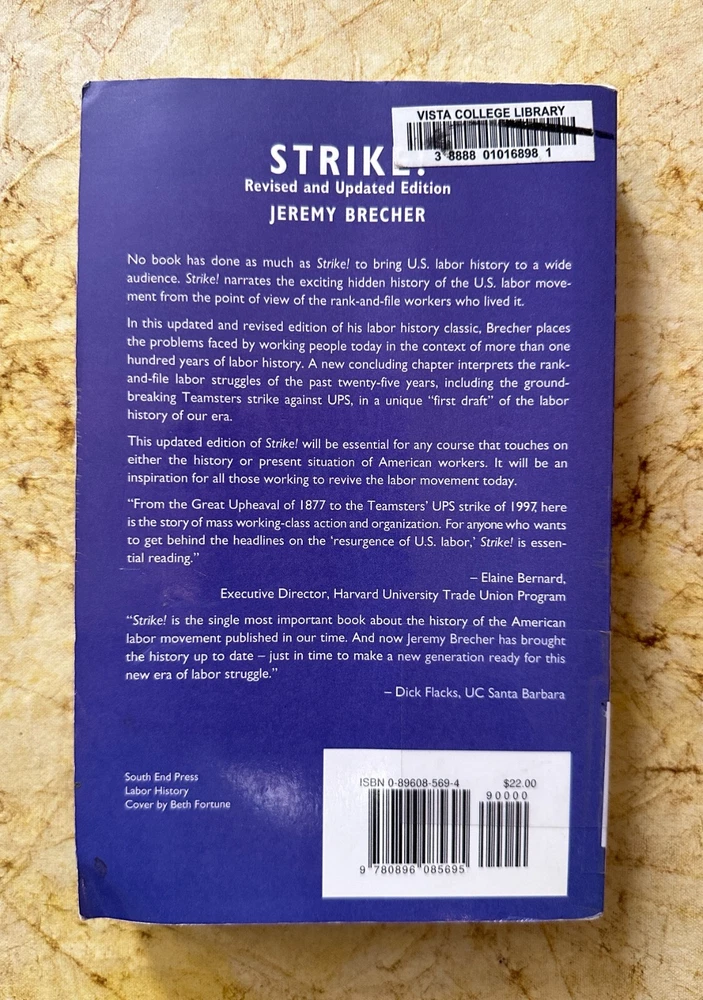 VISTA COLLEGE LIBRARY
3 8888 01016898 1
STRIKE!
Revised and Updated Edition
JEREMY BRECHER
No book has done as much as Strike! to bring U.S. labor history to a wide
audience. Strike! narrates the exciting hidden history of the U.S. labor move-
ment from the point of view of the rank-and-file workers who lived it.
In this updated and revised edition of his labor history classic, Brecher places
the problems faced by working people today in the context of more than one
hundred years of labor history. A new concluding chapter interprets the rank-
and-file labor struggles of the past twenty-five years, including the ground-
breaking Teamsters strike against UPS, in a unique “first draft” of the labor
history of our era.
This updated edition of Strike! will be essential for any course that touches on
either the history or present situation of American workers. It will be an
inspiration for all those working to revive the labor movement today.
“From the Great Upheaval of 1877 to the Teamsters’ UPS strike of 1997, here
is the story of mass working-class action and organization. For anyone who wants
to get behind the headlines on the ‘resurgence of U.S. labor,’ Strike! is essen-
tial reading.”
– Elaine Bernard,
Executive Director, Harvard University Trade Union Program
“Strike! is the single most important book about the history of the American
labor movement published in our time. And now Jeremy Brecher has brought
the history up to date – just in time to make a new generation ready for this
new era of labor struggle.”
– Dick Flacks, UC Santa Barbara
South End Press
Labor History
Cover by Beth Fortune
ISBN 0-89608-569-4 $22.00
90000
9 780896 085695